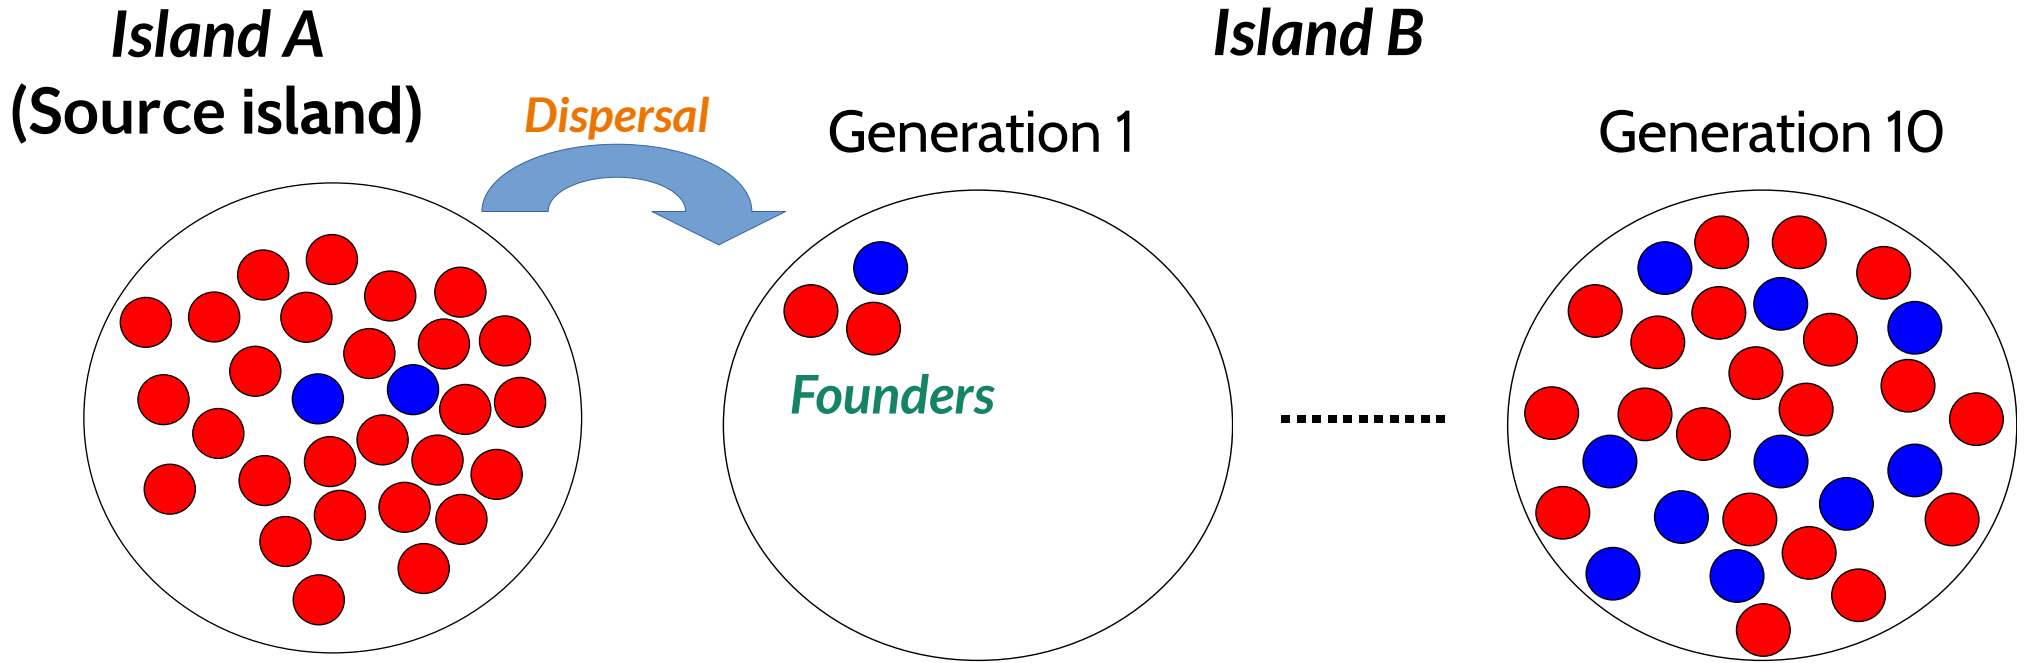 Island A
(Source island)
Dispersal
Island B
Generation 1
Generation 10
Founders